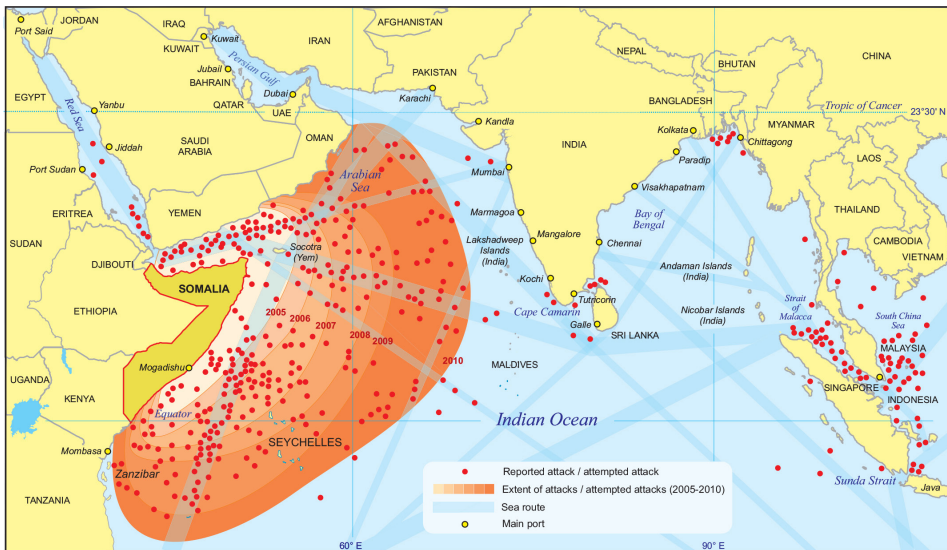 JORDAN
Port Said
IRAQ
KUWAIT
Kuwait
IRAN
AFGHANISTAN
PAKISTAN
NEPAL
BHUTAN
CHINA
EGYPT
Red Sea
Yanbu
Jubail
BAHRAIN
QATAR
Persian Gulf
Dubai
UAE
Karachi
Kandla
BANGLADESH
Tropic of Cancer
23°30' N
SAUDI
ARABIA
OMAN
INDIA
Kolkata
Chittagong
MYANMAR
Jiddah
Port Sudan
Mumbai
Paradip
LAOS
Arabian
Sea
Visakhapatnam
ERITREA
YEMEN
Marmagoa
Bay of
Bengal
THAILAND
SUDAN
Socotra
(Yem)
Lakshadweep
Islands
(India)
Mangalore
Chennai
CAMBODIA
VIETNAM
DJIBOUTI
Andaman Islands
(India)
SOMALIA
Kochi
Tutricorin
ETHIOPIA
2005
2006
2007
2008
2009
2010
Cape Camarin
Galle
SRI LANKA
Nicobar Islands
(India)
Strait
of
Malacca
South China
Sea
MALAYSIA
Mogadishu
MALDIVES
UGANDA
KENYA
SINGAPORE
INDONESIA
Equator
Indian Ocean
SEYCHELLES
Mombasa
Zanzibar
TANZANIA
Reported attack / attempted attack
Extent of attacks / attempted attacks (2005-2010)
Sea route
Main port
Sunda Strait
Java
60° E
90° E